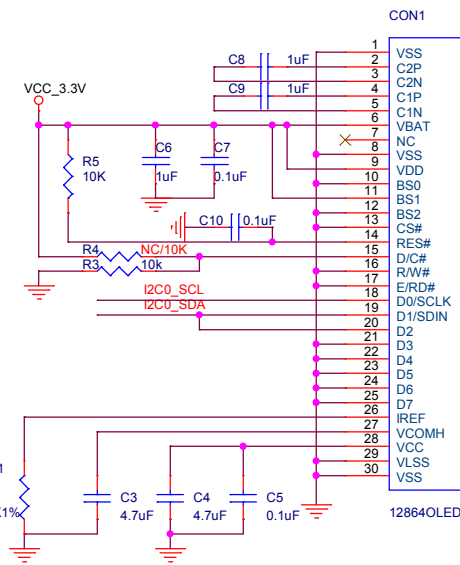 CON1
1 VSS
C8 1uF 2 C2P
3 C2N
C9 1uF 4 C1P
VCC_3.3V 5 C1N
6 VBAT
7 NC
C6 C7 8 VSS
R5 9 VDD
10K 1uF 0.1uF 10 BS0
11 BS1
12 BS2
C10 0.1uF 13 CS#
14 RES#
R4 NC/10K 15 D/C#
R3 10k 16 R/W#
17 E/RD#
I2C0_SCL 18 D0/SCLK
I2C0_SDA 19 D1/SDIN
20 D2
21 D3
22 D4
23 D5
24 D6
25 D7
26 IREF
27 VCOMH
28 VCC
29 VLSS
30 VSS
C3 C4 C5
1%
4.7uF 4.7uF 0.1uF 12864OLED